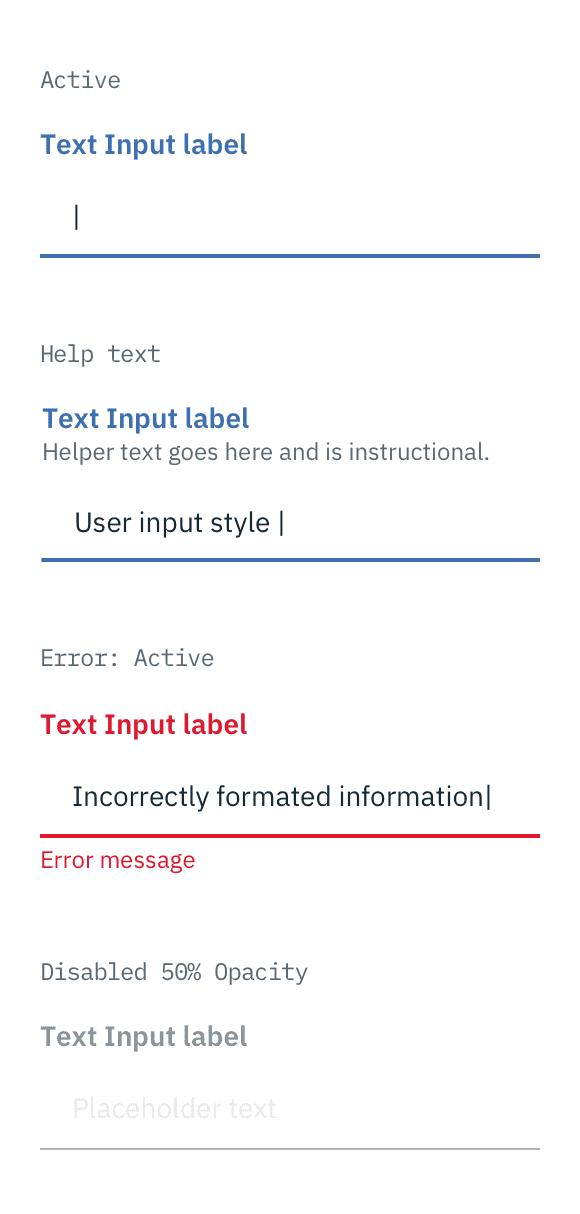 Active
Text Input label
|
Help text
Text Input label
Helper text goes here and is instructional.
User input style |
Error: Active
Text Input label
Incorrectly formated information|
Error message
Disabled 50% Opacity
Text Input label
Placeholder text